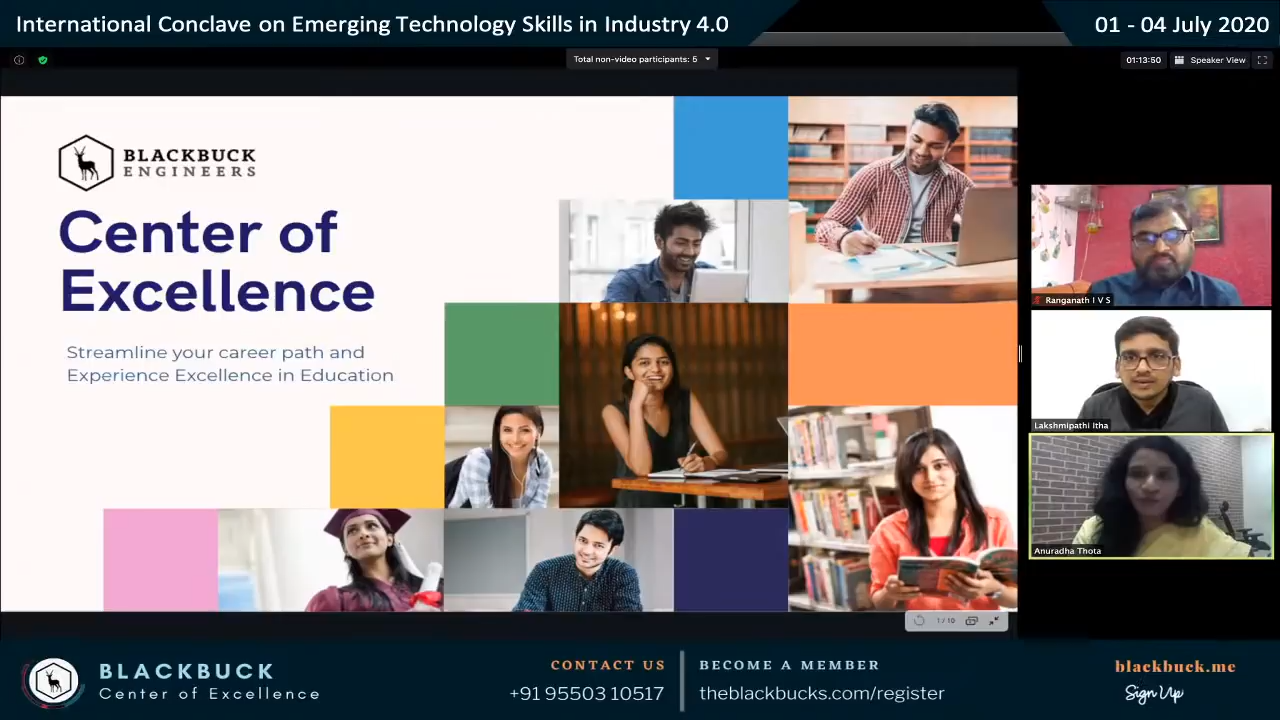 International Conclave on Emerging Technology Skills in Industry 4.0
01 - 04 July 2020
Total non-video participants: 5
01:13:50
Speaker View
BLACKBUCK
ENGINEERS
Center of
Excellence
Streamline your career path and
Experience Excellence in Education
Ranganath I V S
Lakshmipathi Itha
Anuradha Thota
1 / 10
BLACKBUCK
Center of Excellence
CONTACT US
+91 95503 10517
BECOME A MEMBER
theblackbucks.com/register
blackbuck.me
Sign Up